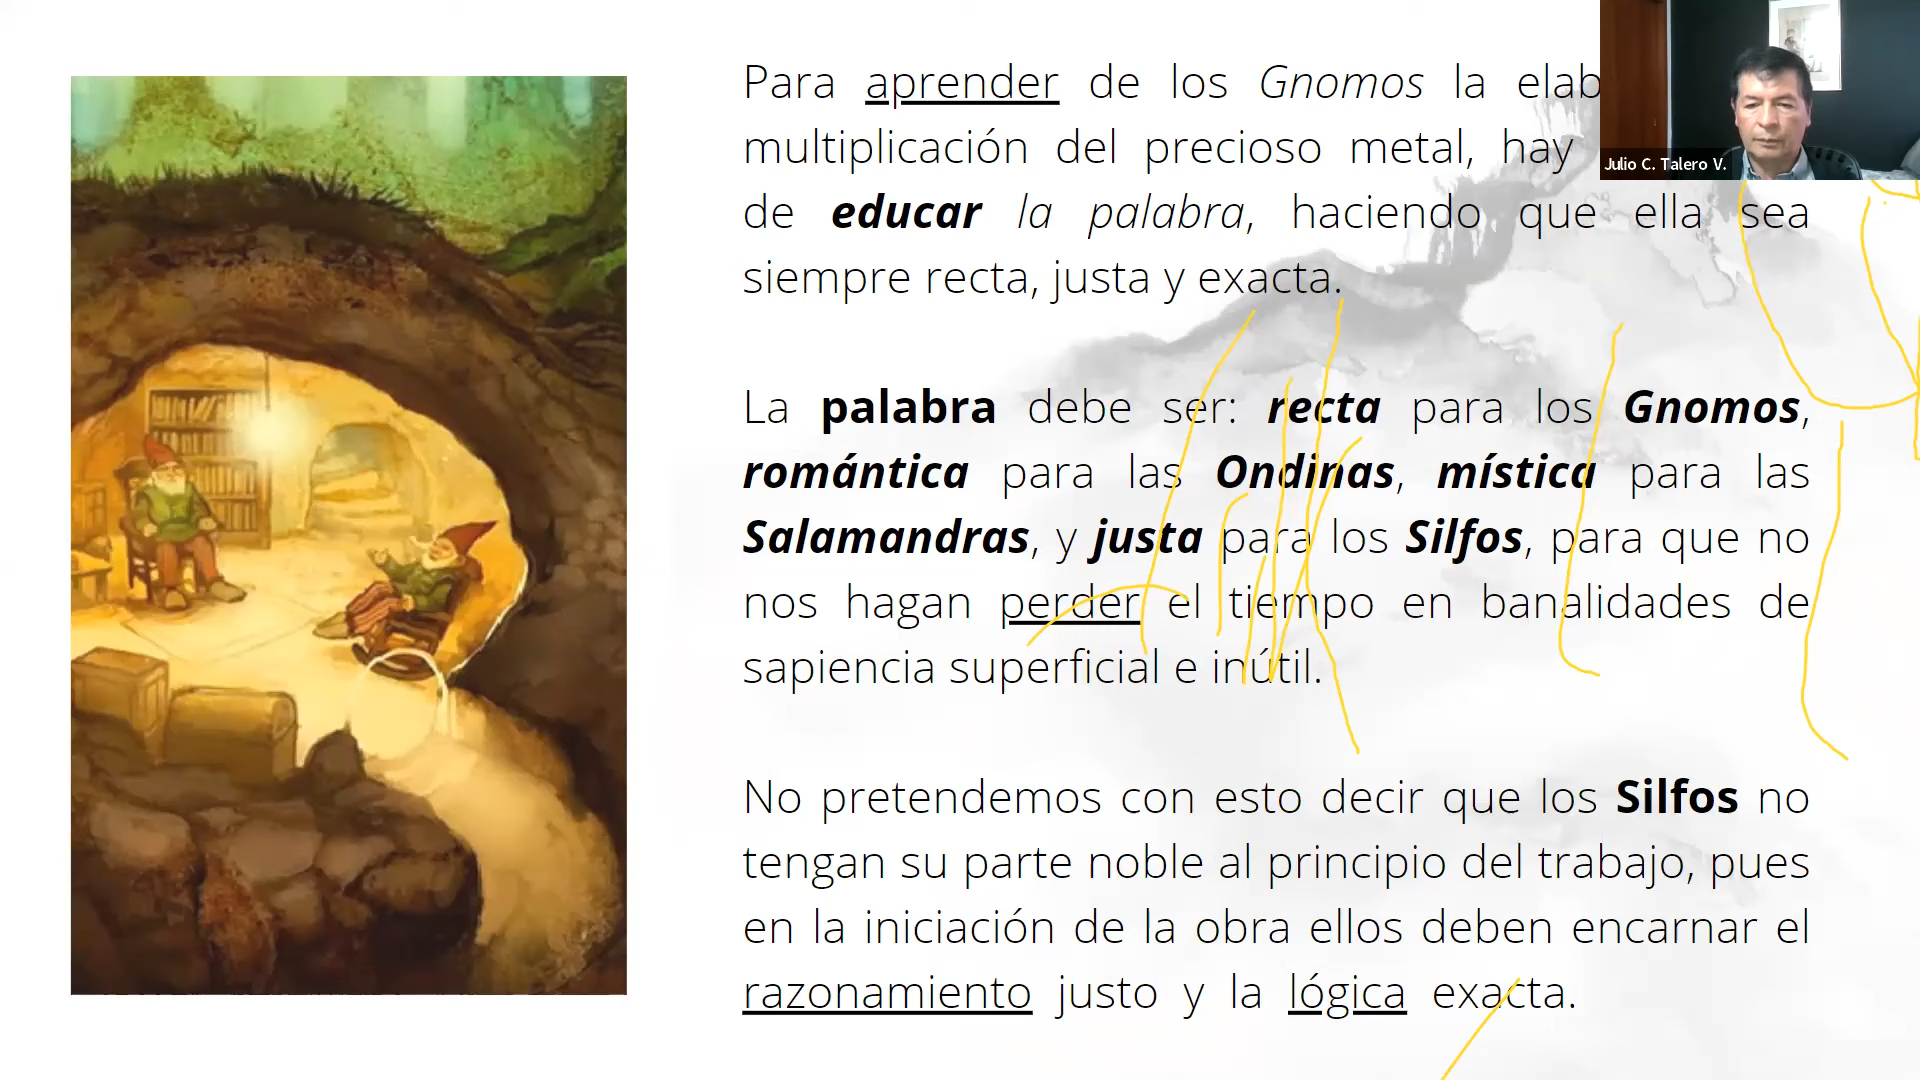 Para aprender de los Gnomos la elab
multiplicación del precioso metal, hay
de educar la palabra, haciendo que ella sea
siempre recta, justa y exacta.
La palabra debe ser: recta para los Gnomos,
romántica para las Ondinas, mística para las
Salamandras, y justa para los Silfos, para que no
nos hagan perder el tiempo en banalidades de
sapiencia superficial e inútil.
No pretendemos con esto decir que los Silfos no
tengan su parte noble al principio del trabajo, pues
en la iniciación de la obra ellos deben encarnar el
razonamiento justo y la lógica exacta.
Julio C. Talero V.